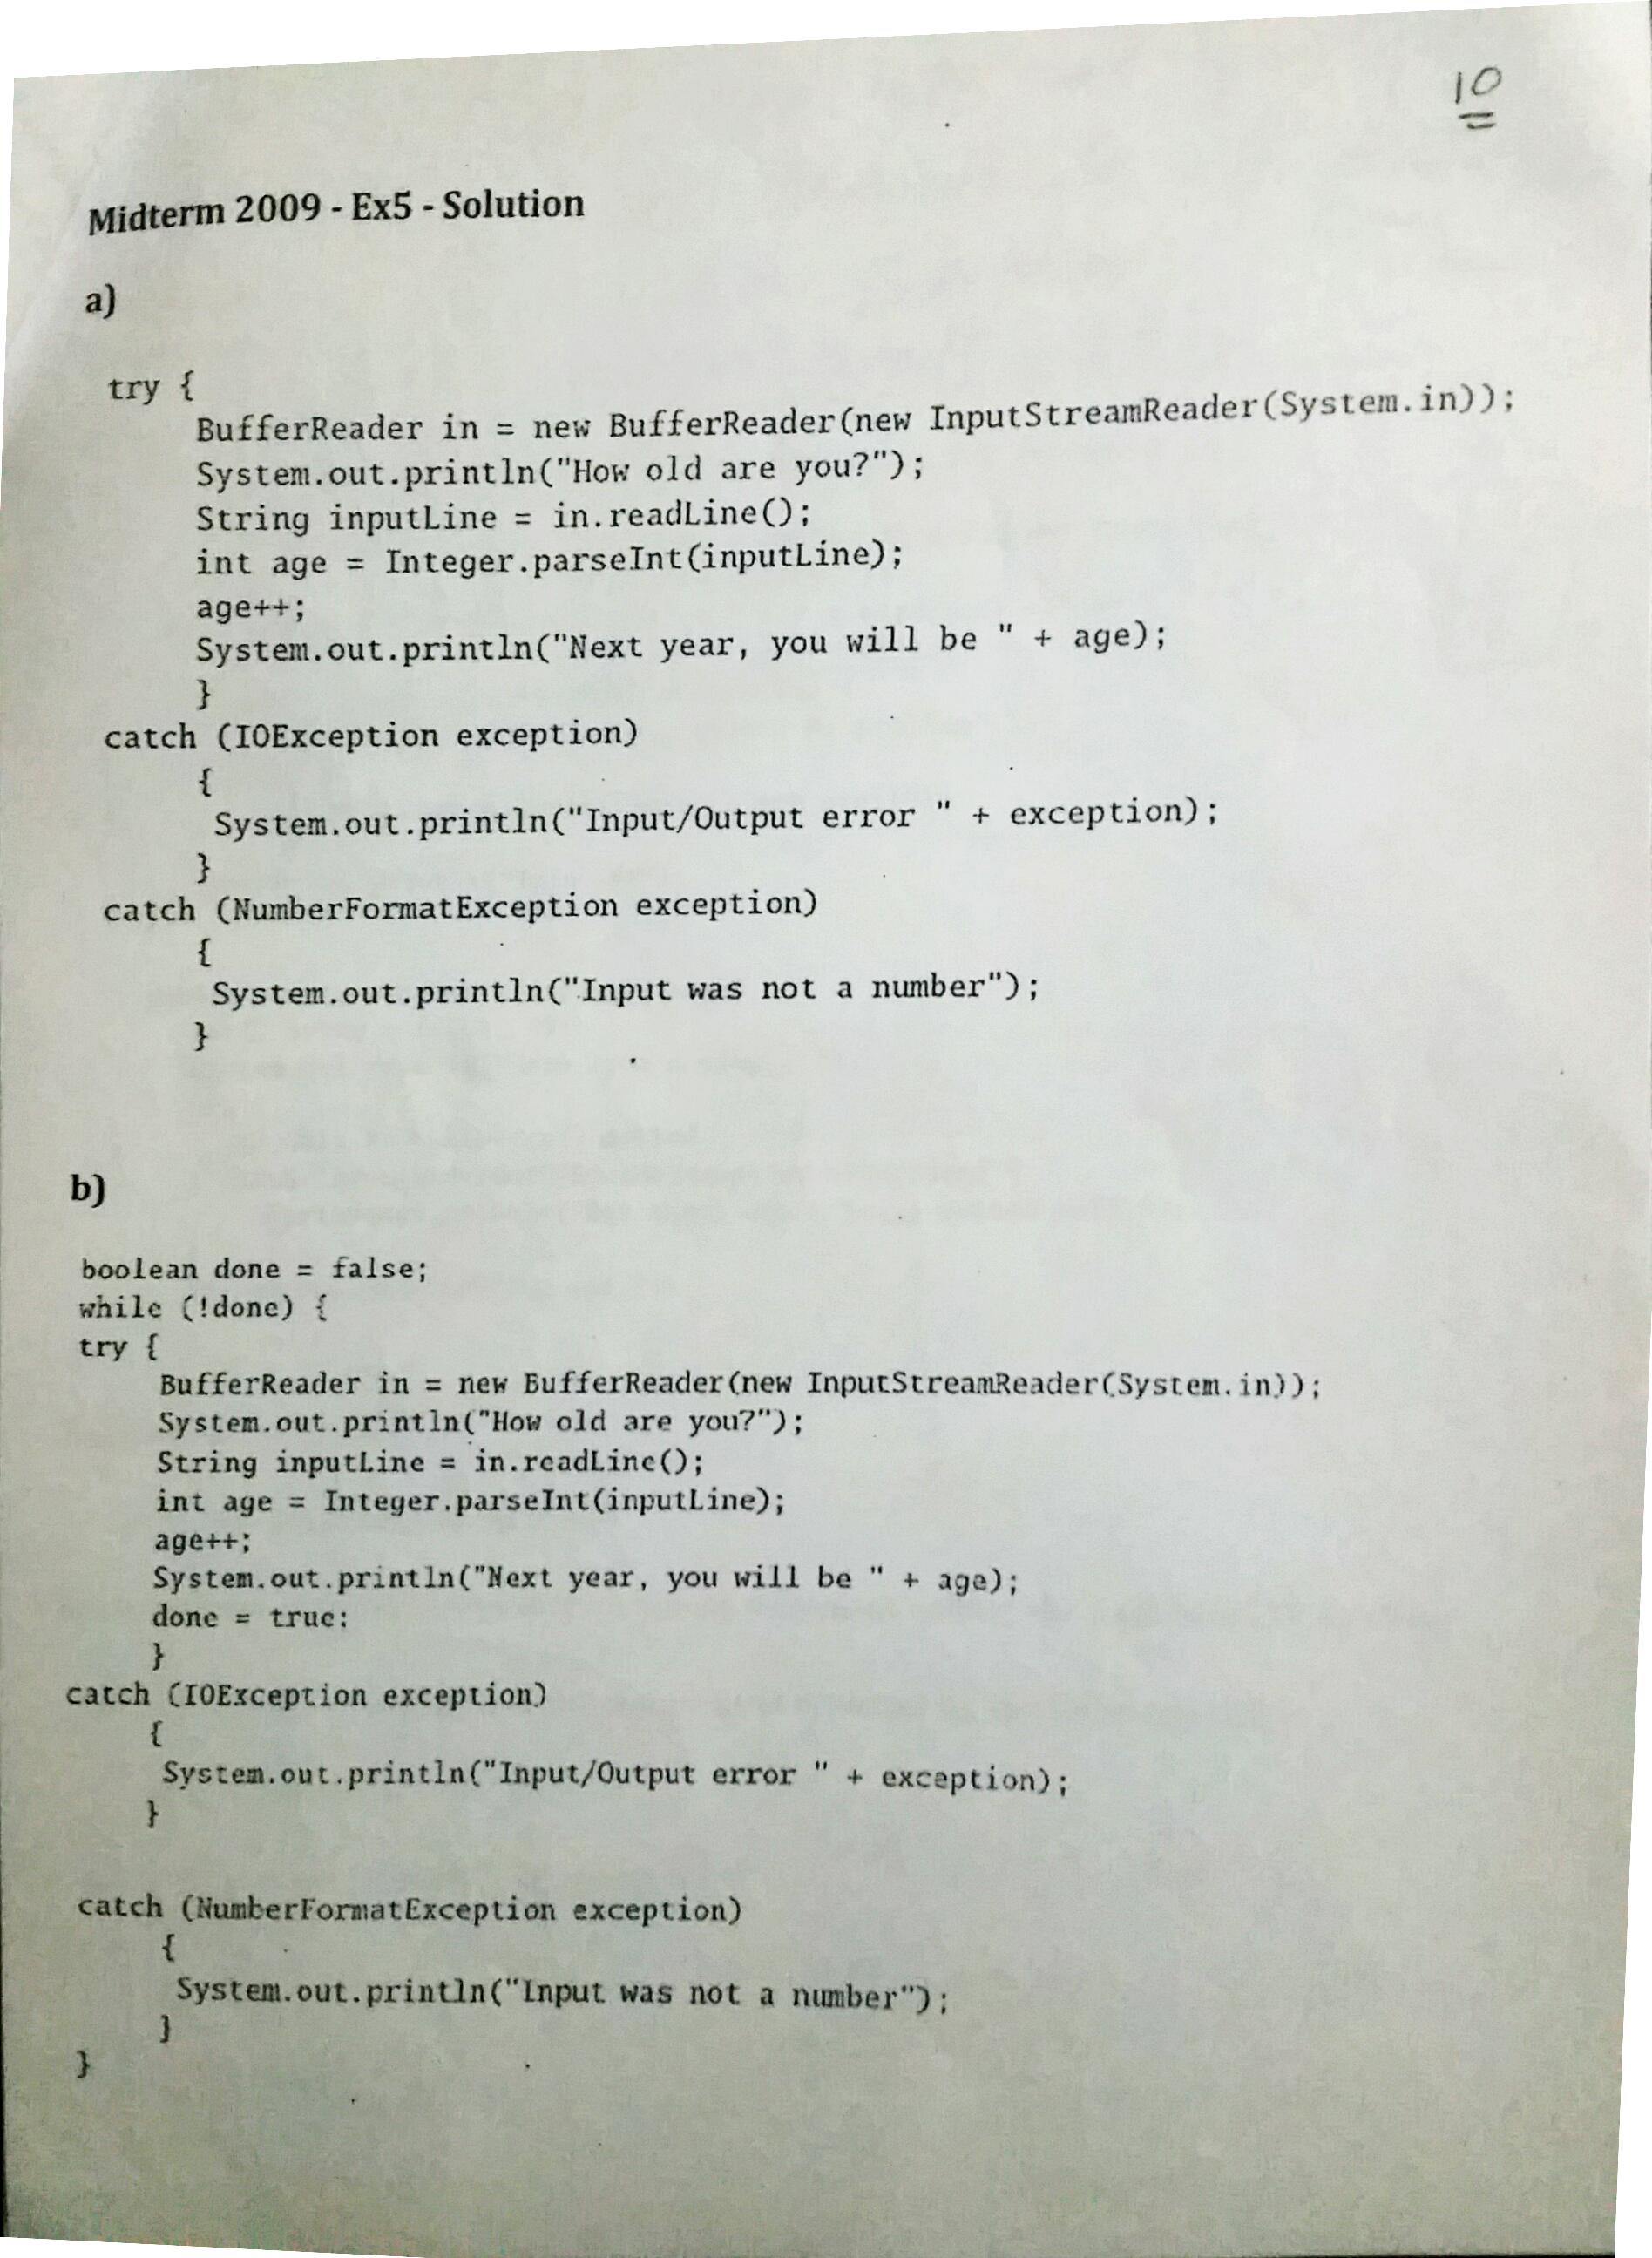 10
Midterm 2009 - Ex5 - Solution
a)
try {
BufferReader in = new BufferReader(new InputStreamReader(System.in));
System.out.println("How old are you?");
String inputLine = in.readLine();
int age = Integer.parseInt(inputLine);
age++;
System.out.println("Next year, you will be " + age);
}
catch (IOException exception)
{
System.out.println("Input/Output error " + exception);
}
catch (NumberFormatException exception)
{
System.out.println("Input was not a number");
}
b)
boolean done = false;
while (!done) {
try {
BufferReader in = new BufferReader(new InputStreamReader(System.in));
System.out.println("How old are you?");
String inputLine = in.readLine();
int age = Integer.parseInt(inputLine);
age++;
System.out.println("Next year, you will be " + age);
done = true;
}
catch (IOException exception)
{
System.out.println("Input/Output error " + exception);
}
catch (NumberFormatException exception)
{
System.out.println("Input was not a number");
}
}